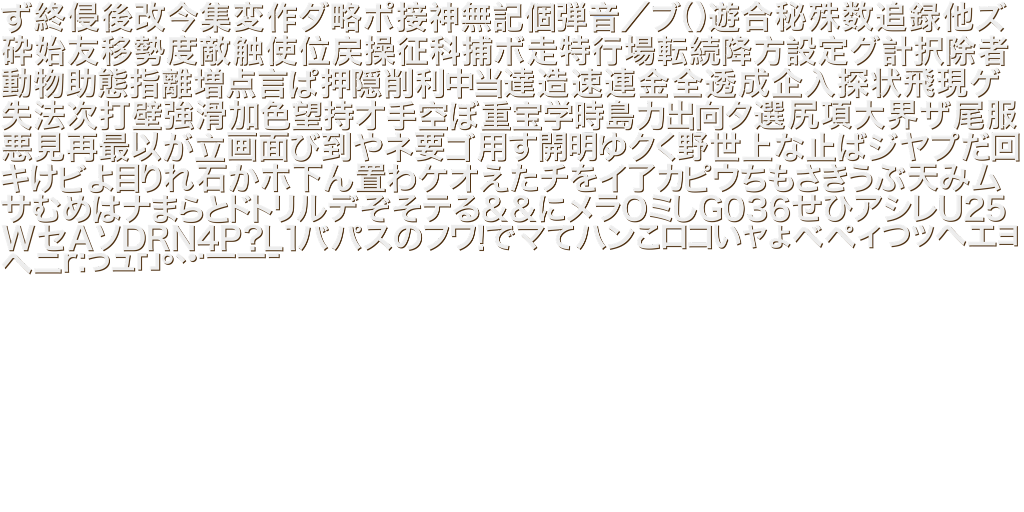 ず終侵後改今集変作ダ略ポ接神無記個弾音／ブ()遊合秘殊数追録他ズ
砕始友移勢度敵触使位戻操征科捕ボ走特行場転続降方設定グ計択除者
動物助態指離増点言ぱ押隠削利中当達造速連金全透成企入探状飛現ゲ
失法次打壁強滑加色望持オ手空ぼ重宝学時島力出向タ選尻項大界ザ尾服
悪見再最以が立画面び到やネ要ゴ用す開明ゆクく野世上な止ばジヤプだ回
キけビよ目りれ石かホ下ん置わケオえたチをイ了カピウちもさきうぶ天みム
サむめはナまらとドトリルデぞそテる&&にメラOミしG036せひアシレU25
WセAソDRN4P?L1バパスのフワ!でマてハンこロコいャょベペィつッヘエョ
へニ「:っュ「」°、・"ー一-